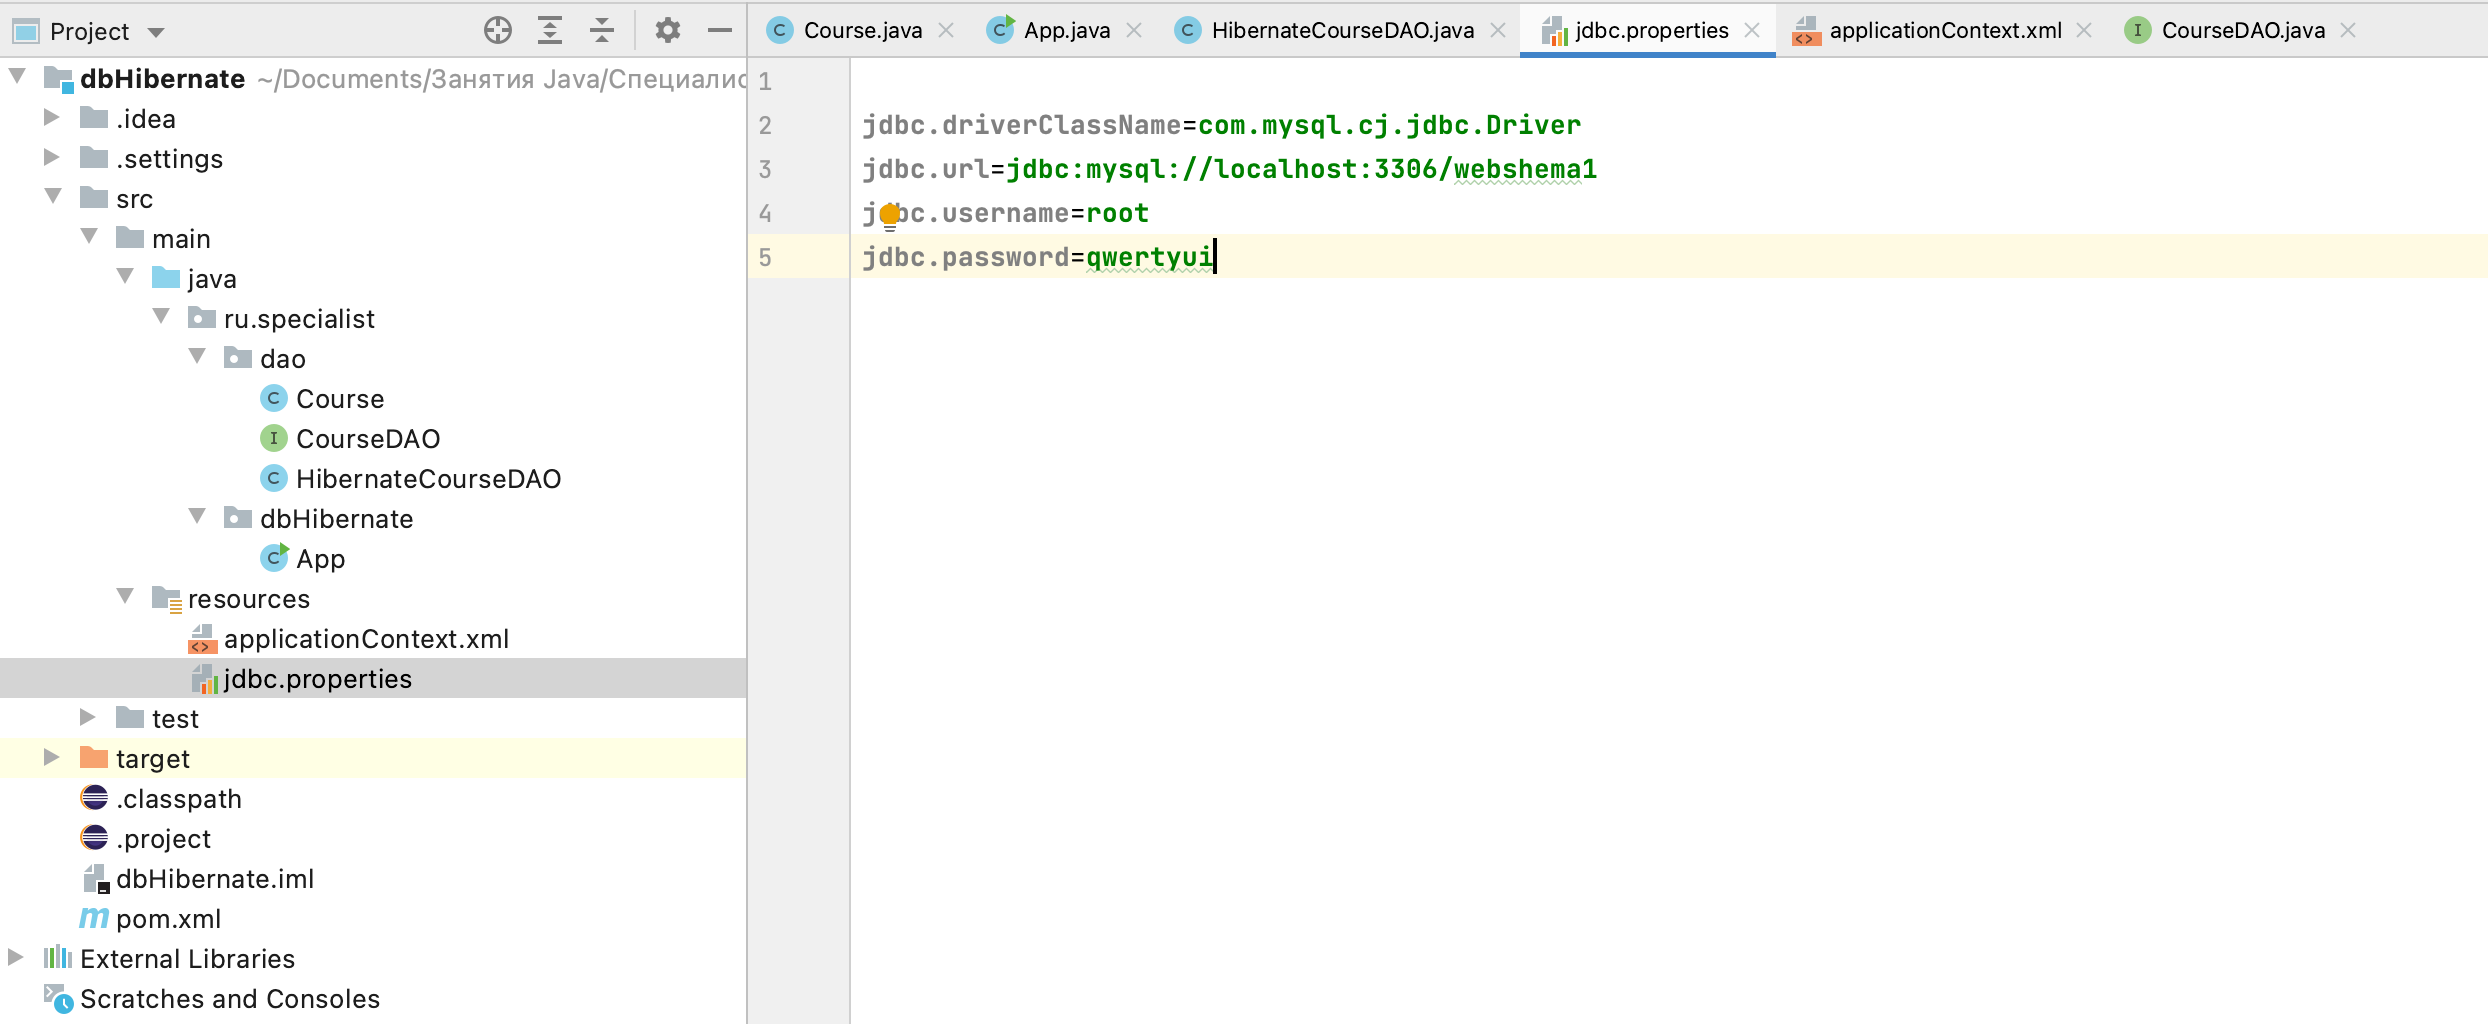 Project
Course.java
App.java
HibernateCourseDAO.java
jdbc.properties
applicationContext.xml
CourseDAO.java
dbHibernate ~/Documents/Занятия Java/Специалис
.idea
.settings
src
main
java
ru.specialist
dao
Course
CourseDAO
HibernateCourseDAO
dbHibernate
App
resources
applicationContext.xml
jdbc.properties
test
target
.classpath
.project
dbHibernate.iml
pom.xml
External Libraries
Scratches and Consoles
1
2 jdbc.driverClassName=com.mysql.cj.jdbc.Driver
3 jdbc.url=jdbc:mysql://localhost:3306/webshema1
4 jdbc.username=root
5 jdbc.password=qwertyui